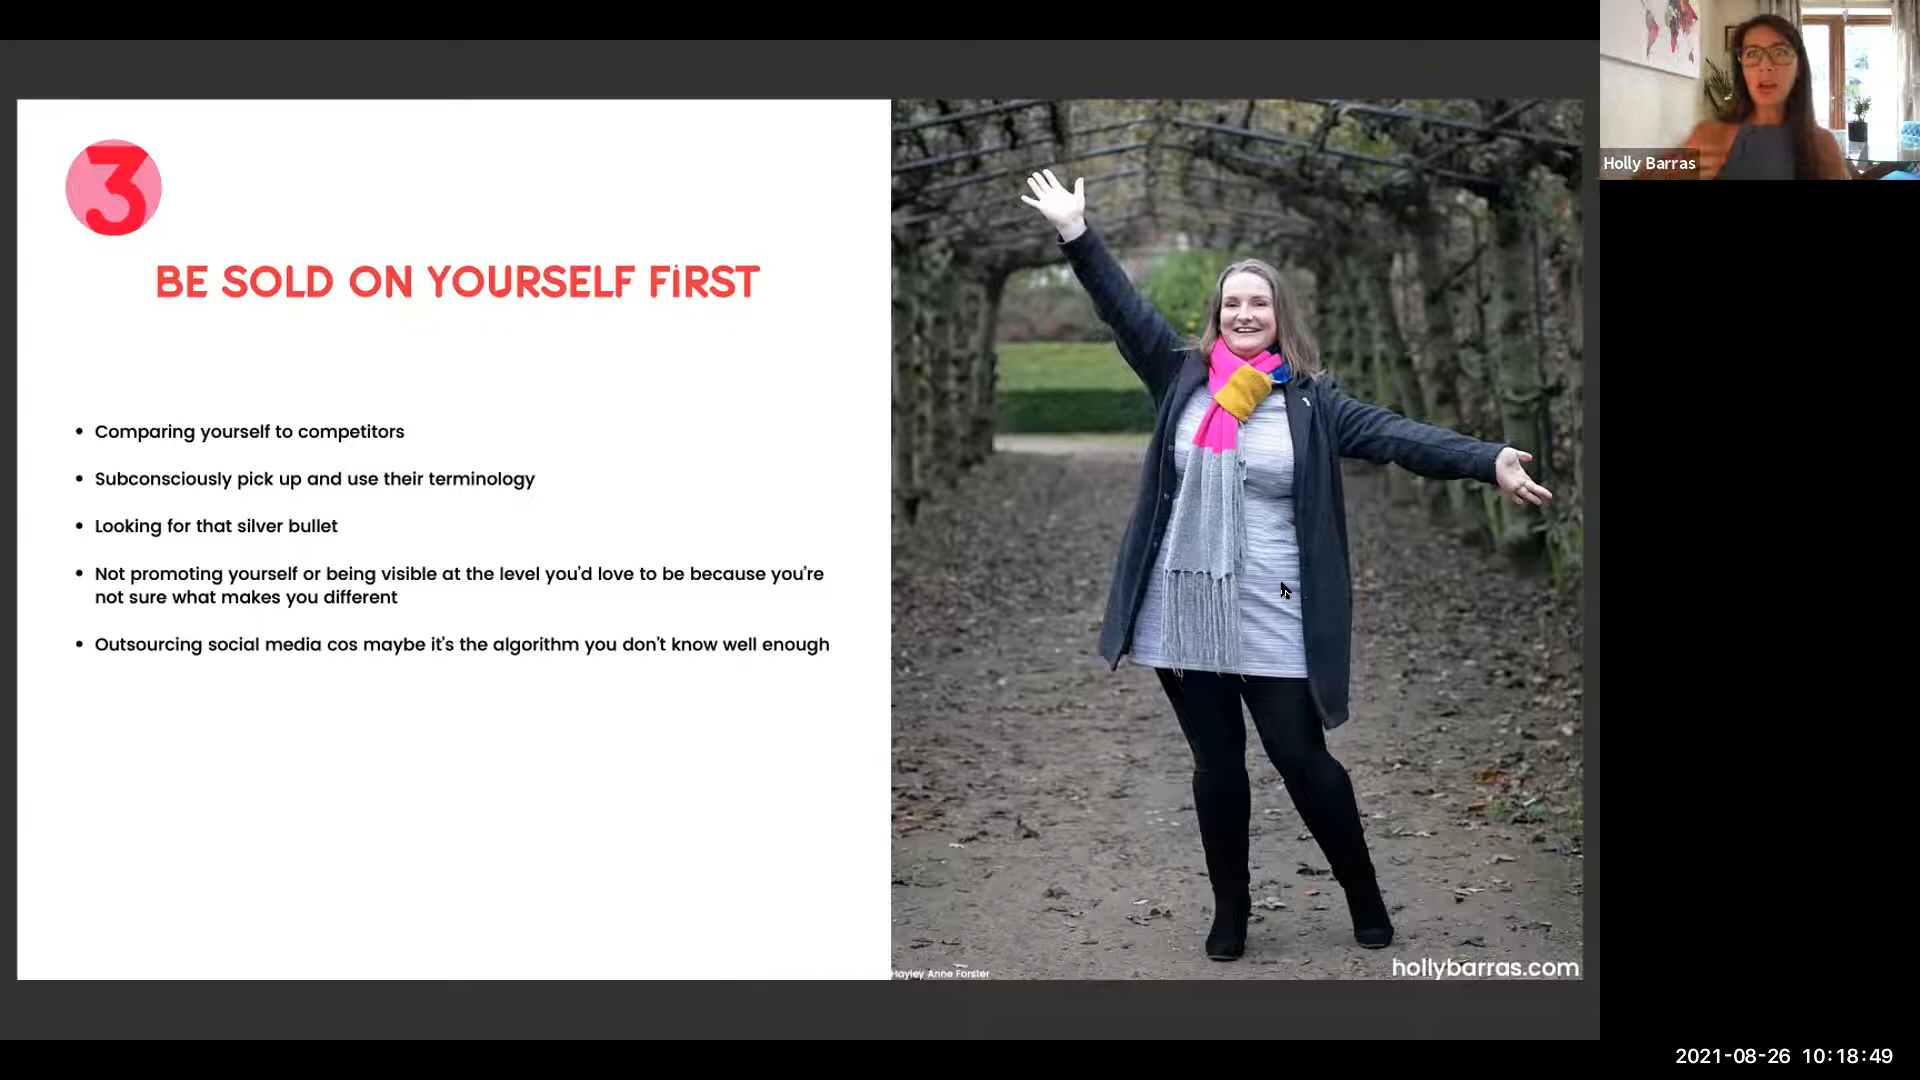 3
BE SOLD ON YOURSELF FIRST
• Comparing yourself to competitors
• Subconsciously pick up and use their terminology
• Looking for that silver bullet
• Not promoting yourself or being visible at the level you'd love to be because you're
not sure what makes you different
• Outsourcing social media cos maybe it's the algorithm you don't know well enough
Hayley Anne Forster
hollybarras.com
Holly Barras
2021-08-26 10:18:49